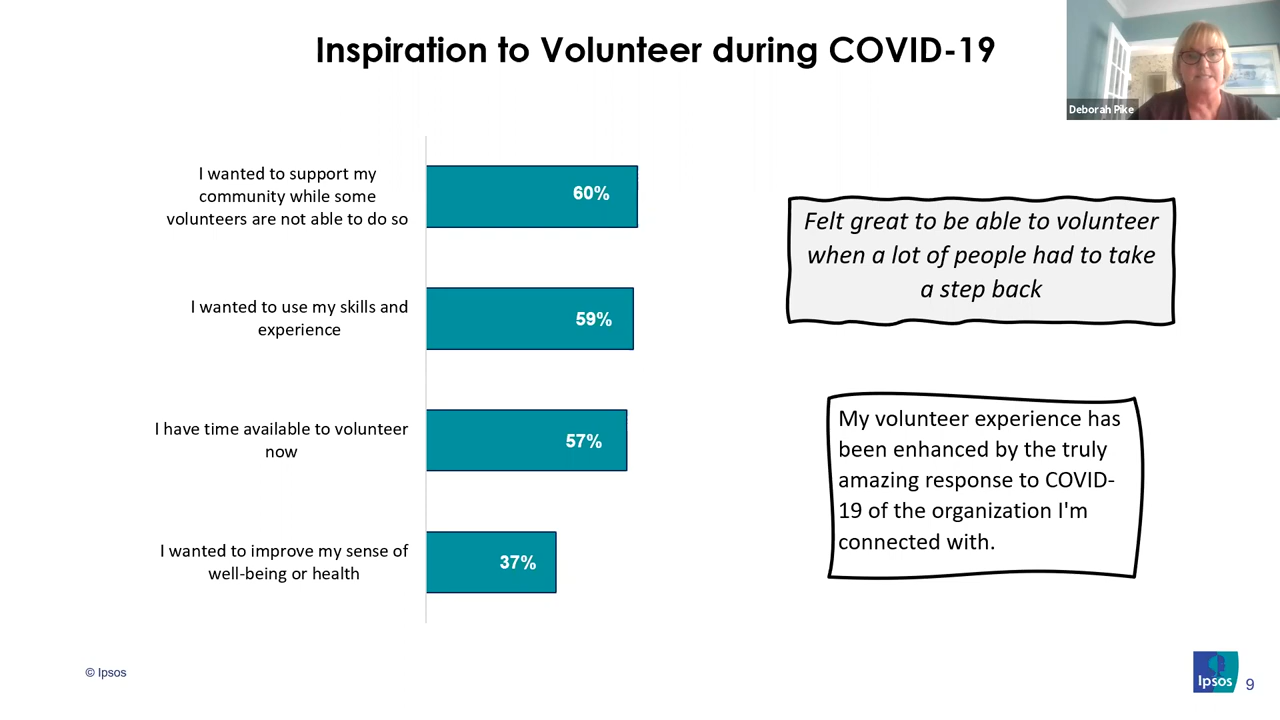 Inspiration to Volunteer during COVID-19
Deborah Pike
I wanted to support my
community while some
volunteers are not able to do so
60%
I wanted to use my skills and
experience
59%
I have time available to volunteer
now
57%
I wanted to improve my sense of
well-being or health
37%
Felt great to be able to volunteer
when a lot of people had to take
a step back
My volunteer experience has
been enhanced by the truly
amazing response to COVID-
19 of the organization I'm
connected with.
© Ipsos
Ipsos
9